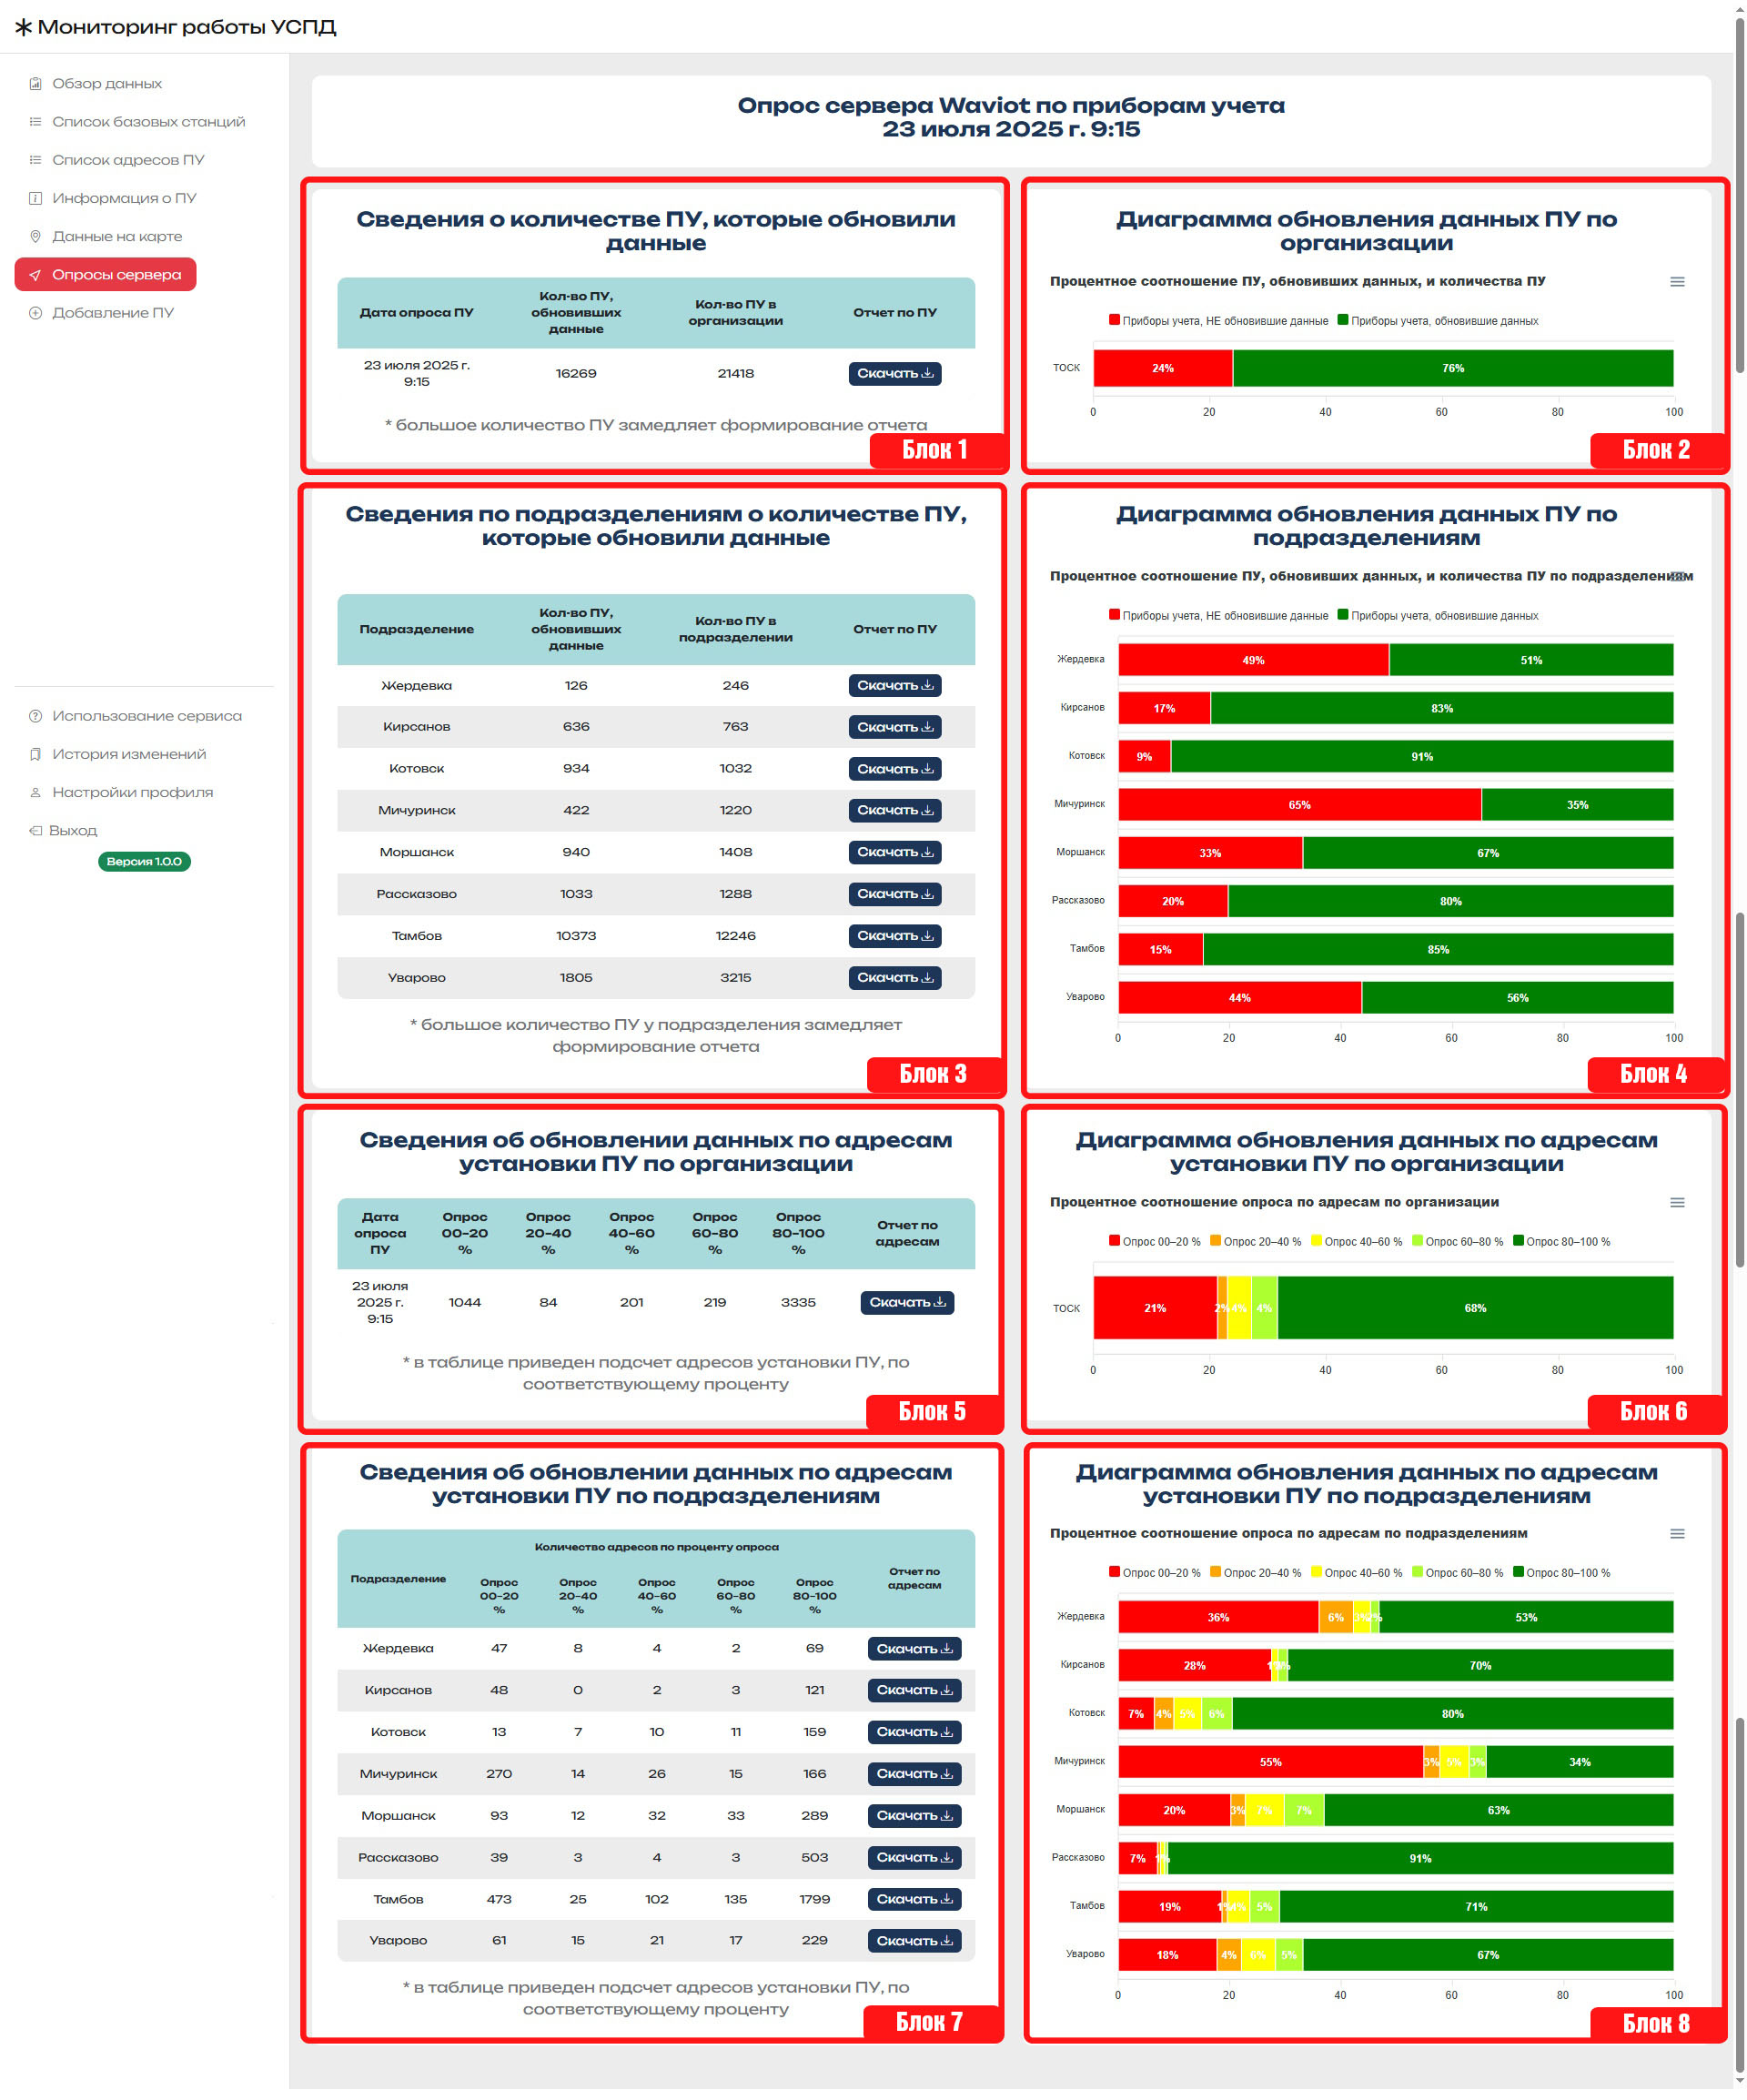 Мониторинг работы УСПД
Обзор данных
Список базовых станций
Список адресов ПУ
Информация о ПУ
Данные на карте
Опросы сервера
Добавление ПУ
Использование сервиса
История изменений
Настройки профиля
Выход
Версия 1.0.0
Опрос сервера Waviot по приборам учета
23 июля 2025 г. 9:15
Сведения о количестве ПУ, которые обновили
данные
Дата опроса ПУ
Кол-во ПУ,
обновивших
данные
Кол-во ПУ в
организации
Отчет по ПУ
23 июля 2025 г.
9:15
16269
21418
Скачать
* большое количество ПУ замедляет формирование отчета
Блок 1
Диаграмма обновления данных ПУ по
организации
Процентное соотношение ПУ, обновивших данных, и количества ПУ
Приборы учета, НЕ обновившие данные Приборы учета, обновившие данных
ТОСК 24% 76%
0 20 40 60 80 100
Блок 2
Сведения по подразделениям о количестве ПУ,
которые обновили данные
Подразделение
Кол-во ПУ,
обновивших
данные
Кол-во ПУ в
подразделении
Отчет по ПУ
Жердевка 126 246 Скачать
Кирсанов 636 763 Скачать
Котовск 934 1032 Скачать
Мичуринск 422 1220 Скачать
Моршанск 940 1408 Скачать
Рассказово 1033 1288 Скачать
Тамбов 10373 12246 Скачать
Уварово 1805 3215 Скачать
* большое количество ПУ у подразделения замедляет
формирование отчета
Блок 3
Диаграмма обновления данных ПУ по
подразделениям
Процентное соотношение ПУ, обновивших данных, и количества ПУ по подразделениям
Приборы учета, НЕ обновившие данные Приборы учета, обновившие данных
Жердевка 49% 51%
Кирсанов 17% 83%
Котовск 9% 91%
Мичуринск 65% 35%
Моршанск 33% 67%
Рассказово 20% 80%
Тамбов 15% 85%
Уварово 44% 56%
0 20 40 60 80 100
Блок 4
Сведения об обновлении данных по адресам
установки ПУ по организации
Дата
опроса
ПУ
Опрос
00-20
%
Опрос
20-40
%
Опрос
40-60
%
Опрос
60-80
%
Опрос
80-100
%
Отчет по
адресам
23 июля
2025 г.
9:15
1044 84 201 219 3335 Скачать
* в таблице приведен подсчет адресов установки ПУ, по
соответствующему проценту
Блок 5
Диаграмма обновления данных по адресам
установки ПУ по организации
Процентное соотношение опроса по адресам по организации
Опрос 00–20 % Опрос 20–40 % Опрос 40–60 % Опрос 60–80 % Опрос 80–100 %
ТОСК 21% 2% 4% 4% 68%
0 20 40 60 80 100
Блок 6
Сведения об обновлении данных по адресам
установки ПУ по подразделениям
Подразделение
Количество адресов по проценту опроса
Опрос
00-20
%
Опрос
20-40
%
Опрос
40-60
%
Опрос
60-80
%
Опрос
80-100
%
Отчет по
адресам
Жердевка 47 8 4 2 69 Скачать
Кирсанов 48 0 2 3 121 Скачать
Котовск 13 7 10 11 159 Скачать
Мичуринск 270 14 26 15 166 Скачать
Моршанск 93 12 32 33 289 Скачать
Рассказово 39 3 4 3 503 Скачать
Тамбов 473 25 102 135 1799 Скачать
Уварово 61 15 21 17 229 Скачать
* в таблице приведен подсчет адресов установки ПУ, по
соответствующему проценту
Блок 7
Диаграмма обновления данных по адресам
установки ПУ по подразделениям
Процентное соотношение опроса по адресам по подразделениям
Опрос 00–20 % Опрос 20–40 % Опрос 40–60 % Опрос 60–80 % Опрос 80–100 %
Жердевка 36% 6% 3% 2% 53%
Кирсанов 28% 70%
Котовск 7% 4% 5% 6% 80%
Мичуринск 55% 3% 5% 3% 34%
Моршанск 20% 3% 7% 7% 63%
Рассказово 7% 91%
Тамбов 19% 1% 4% 5% 71%
Уварово 18% 4% 6% 5% 67%
0 20 40 60 80 100
Блок 8